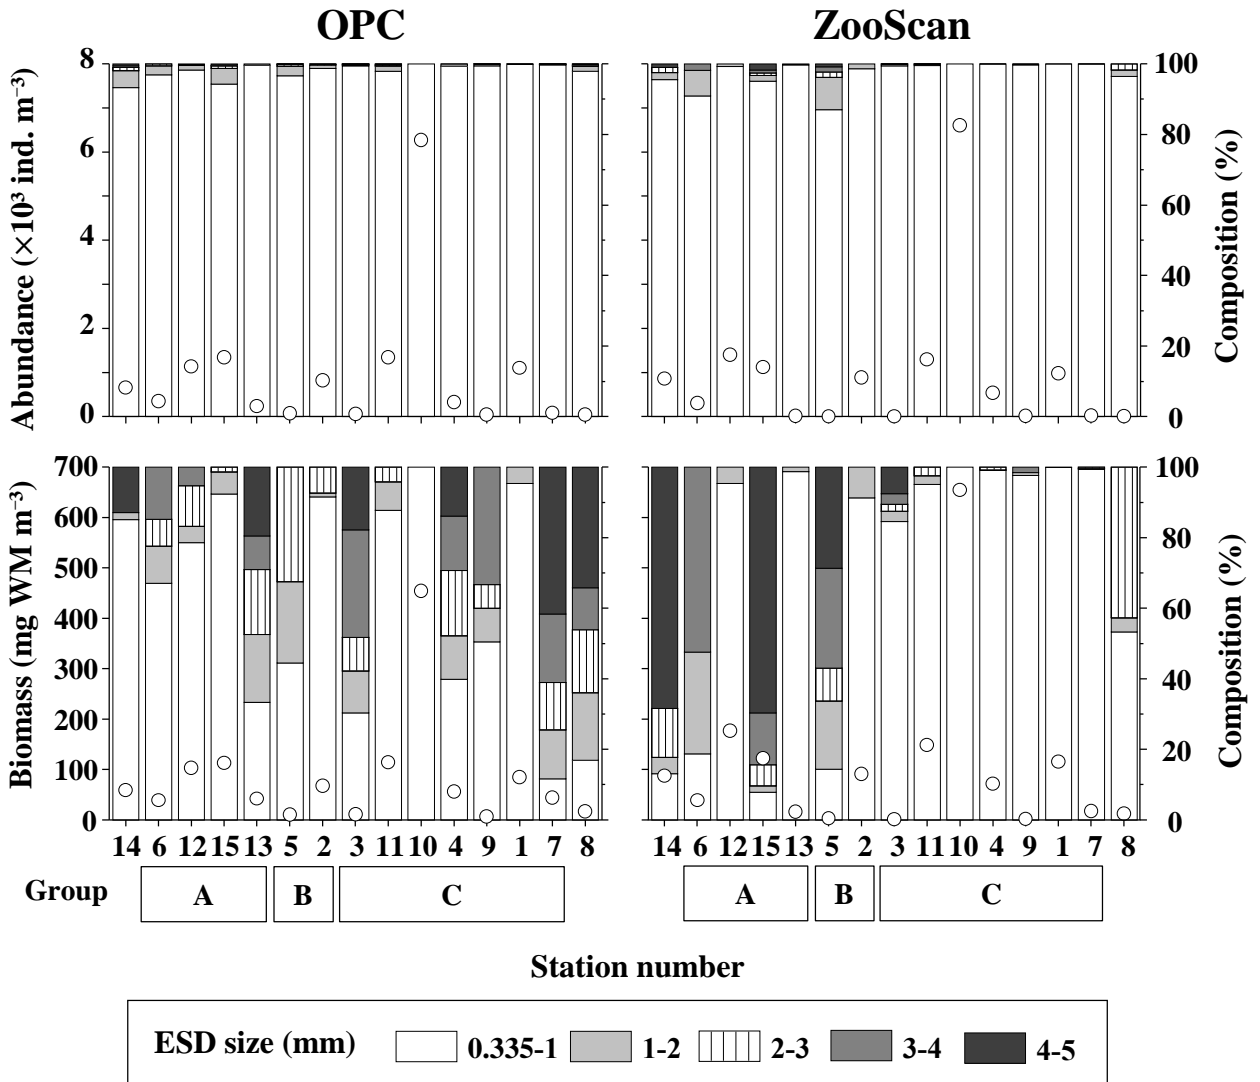 OPC
ZooScan
Abundance (×10³ ind. m⁻³)
8
6
4
2
0
100
80
60
40
20
0
Composition (%)
Biomass (mg WM m⁻³)
700
600
500
400
300
200
100
0
100
80
60
40
20
0
Composition (%)
14 6 12 15 13 5 2 3 11 10 4 9 1 7 8
14 6 12 15 13 5 2 3 11 10 4 9 1 7 8
Group A B C A B C
Station number
ESD size (mm) 0.335-1 1-2 2-3 3-4 4-5